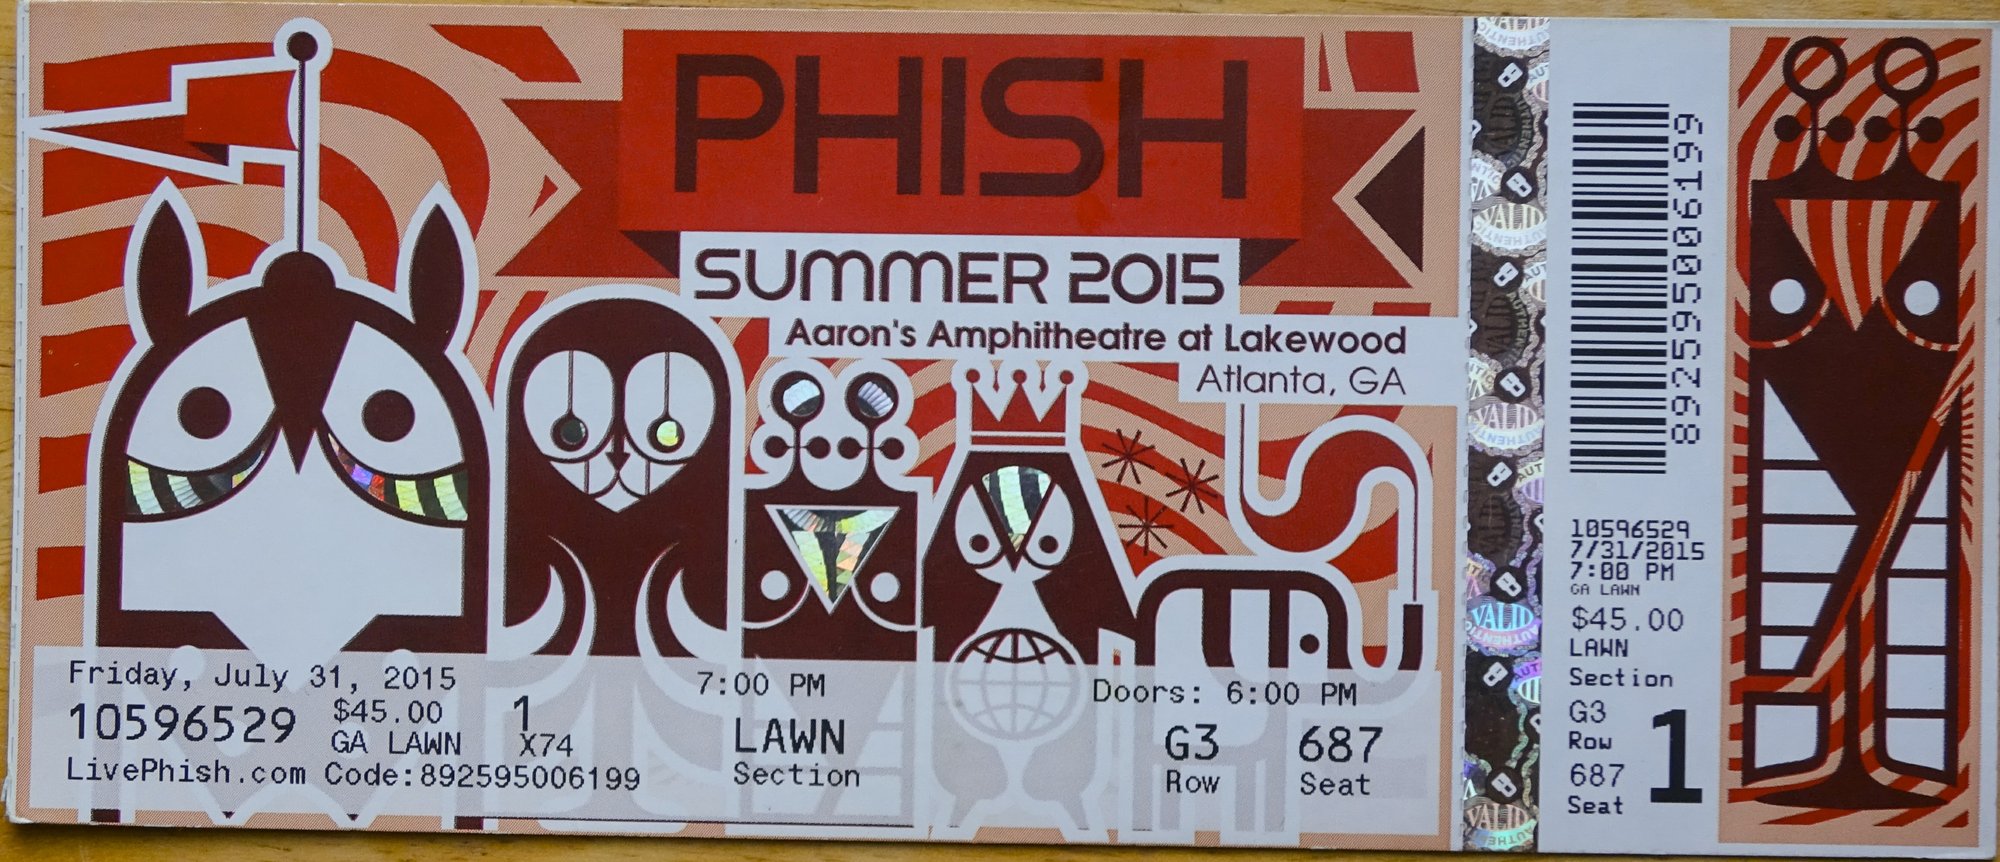 PHISH
SUMMER 2015
Aaron's Amphitheatre at Lakewood
Atlanta, GA
Friday, July 31, 2015
7:00 PM
Doors: 6:00 PM
10596529
$45.00
GA LAWN
1
X74
LAWN
Section
G3
Row
687
Seat
LivePhish.com Code:892595006199
VALID
AUTHENTIC
892595006199
10596529
7/31/2015
7:00 PM
GA LAWN
$45.00
LAWN
Section
G3
Row
687
Seat
1